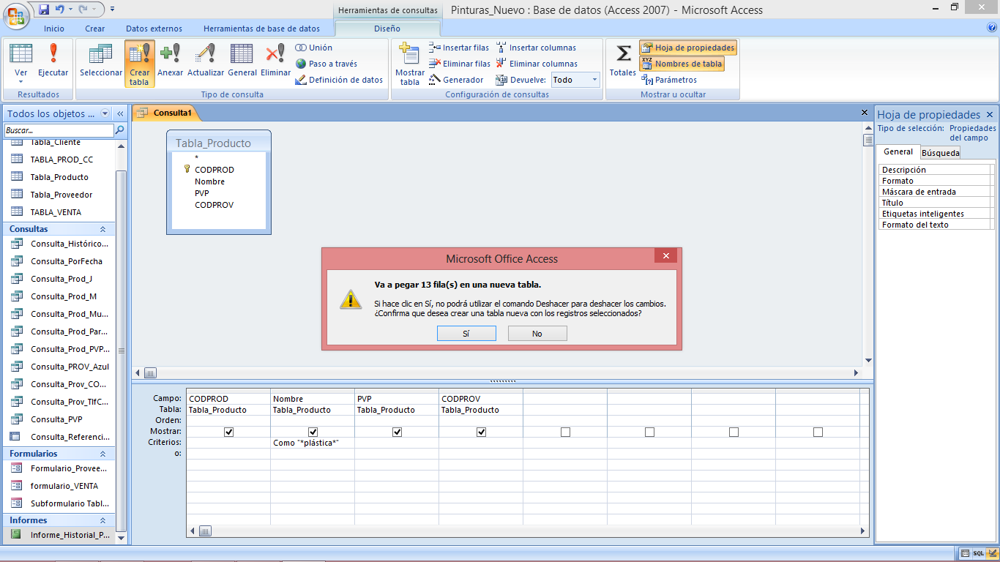 Herramientas de consultas
Pinturas_Nuevo : Base de datos (Access 2007) - Microsoft Access
Inicio
Crear
Datos externos
Herramientas de base de datos
Diseño
Ver
Ejecutar
Resultados
Seleccionar
Crear
tabla
Anexar
Actualizar
General
Eliminar
Unión
Paso a través
Definición de datos
Tipo de consulta
Mostrar
tabla
Insertar filas
Eliminar filas
Generador
Insertar columnas
Eliminar columnas
Devuelve: Todo
Configuración de consultas
Totales
Hoja de propiedades
Nombres de tabla
Parámetros
Mostrar u ocultar
Todos los objetos ...
Buscar...
Tabla_Cliente
TABLA_PROD_CC
Tabla_Producto
Tabla_Proveedor
TABLA_VENTA
Consultas
Consulta_Histórico...
Consulta_PorFecha
Consulta_Prod_J
Consulta_Prod_M
Consulta_Prod_Mu...
Consulta_Prod_Par...
Consulta_Prod_PVP...
Consulta_PROV_Azul
Consulta_Prov_CO...
Consulta_Prov_TlfC...
Consulta_PVP
Consulta_Referenci...
Formularios
Formulario_Provee...
formulario_VENTA
Subformulario Tabl...
Informes
Informe_Historial_P...
Consulta1
Tabla_Producto
*
CODPROD
Nombre
PVP
CODPROV
Microsoft Office Access
Va a pegar 13 fila(s) en una nueva tabla.
Si hace clic en Sí, no podrá utilizar el comando Deshacer para deshacer los cambios.
¿Confirma que desea crear una tabla nueva con los registros seleccionados?
Sí
No
Campo: CODPROD Nombre PVP CODPROV
Tabla: Tabla_Producto Tabla_Producto Tabla_Producto Tabla_Producto
Orden:
Mostrar:
Criterios: Como "*plástica*"
o:
Hoja de propiedades
Tipo de selección: Propiedades
del campo
General
Búsqueda
Descripción
Formato
Máscara de entrada
Título
Etiquetas inteligentes
Formato del texto
SQL